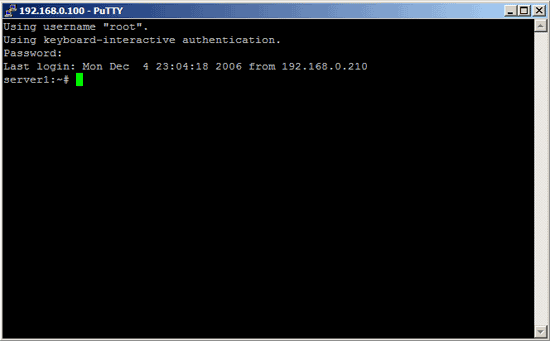 192.168.0.100 - PuTTY
Using username "root".
Using keyboard-interactive authentication.
Password:
Last login: Mon Dec  4 23:04:18 2006 from 192.168.0.210
server1:~#